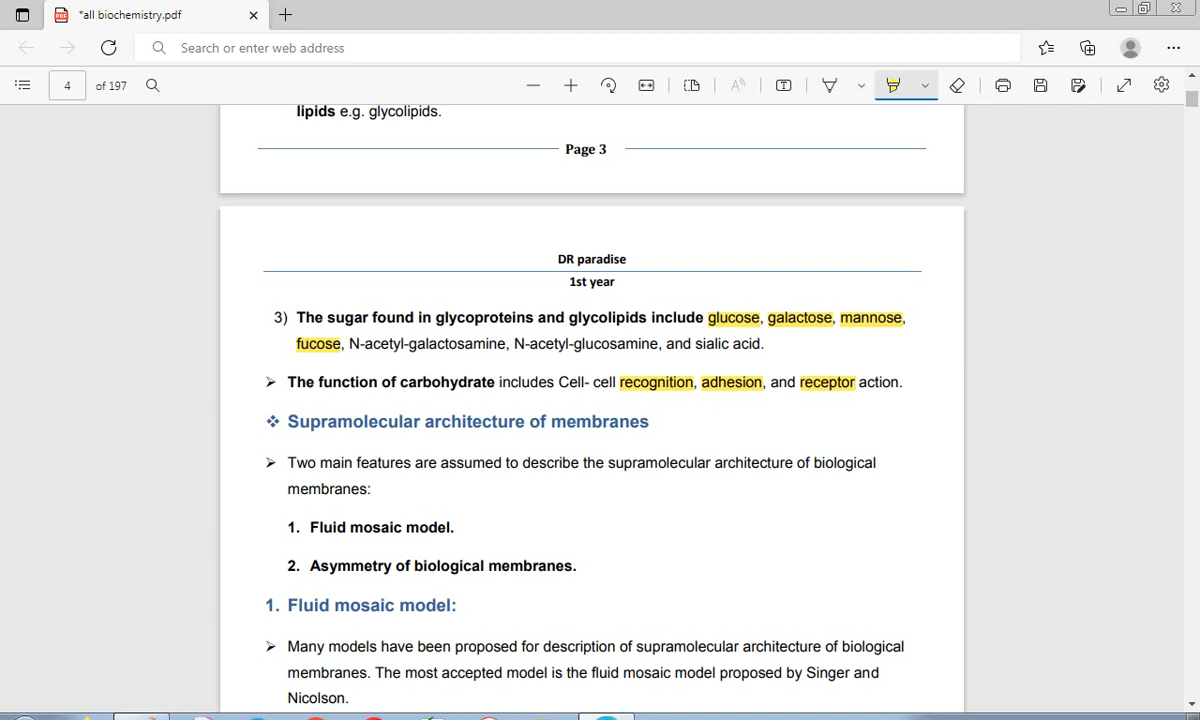 *all biochemistry.pdf
Search or enter web address
4 of 197
lipids e.g. glycolipids.
Page 3
DR paradise
1st year
3) The sugar found in glycoproteins and glycolipids include glucose, galactose, mannose,
fucose, N-acetyl-galactosamine, N-acetyl-glucosamine, and sialic acid.
➢ The function of carbohydrate includes Cell- cell recognition, adhesion, and receptor action.
❖ Supramolecular architecture of membranes
➢ Two main features are assumed to describe the supramolecular architecture of biological
membranes:
1. Fluid mosaic model.
2. Asymmetry of biological membranes.
1. Fluid mosaic model:
➢ Many models have been proposed for description of supramolecular architecture of biological
membranes. The most accepted model is the fluid mosaic model proposed by Singer and
Nicolson.